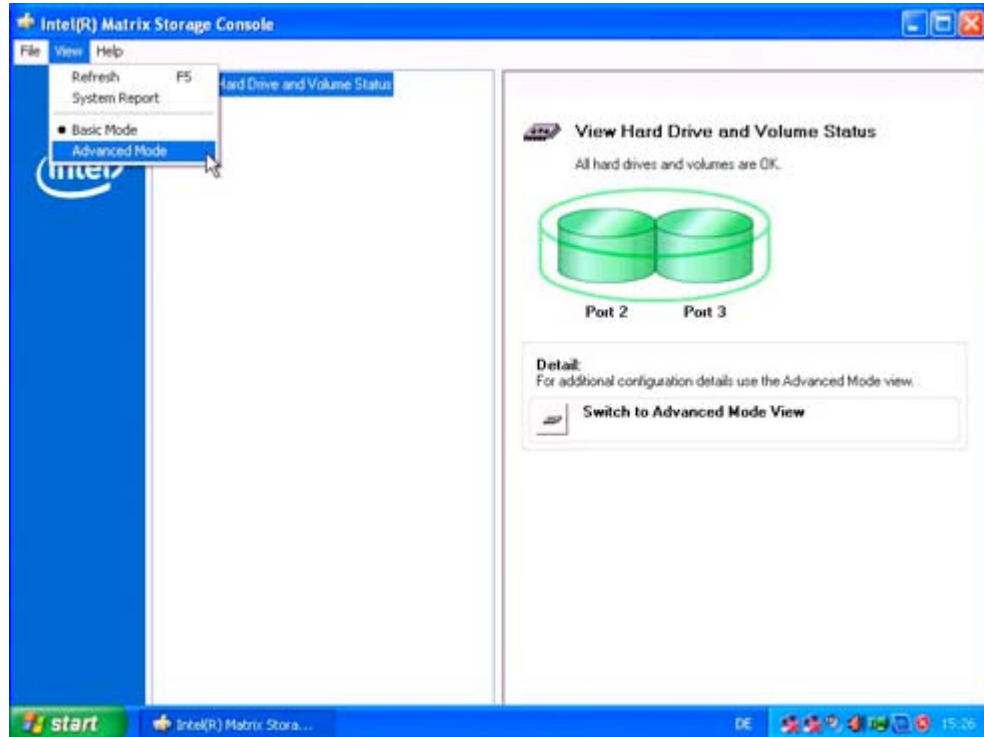 Intel(R) Matrix Storage Console
File View Help
Refresh F5
System Report
Basic Mode
Advanced Mode
Hard Drive and Volume Status
(intel)
View Hard Drive and Volume Status
All hard drives and volumes are OK.
Port 2 Port 3
Detail:
For additional configuration details use the Advanced Mode view.
Switch to Advanced Mode View
start
Intel(R) Matrix Stora...
DE
15:26